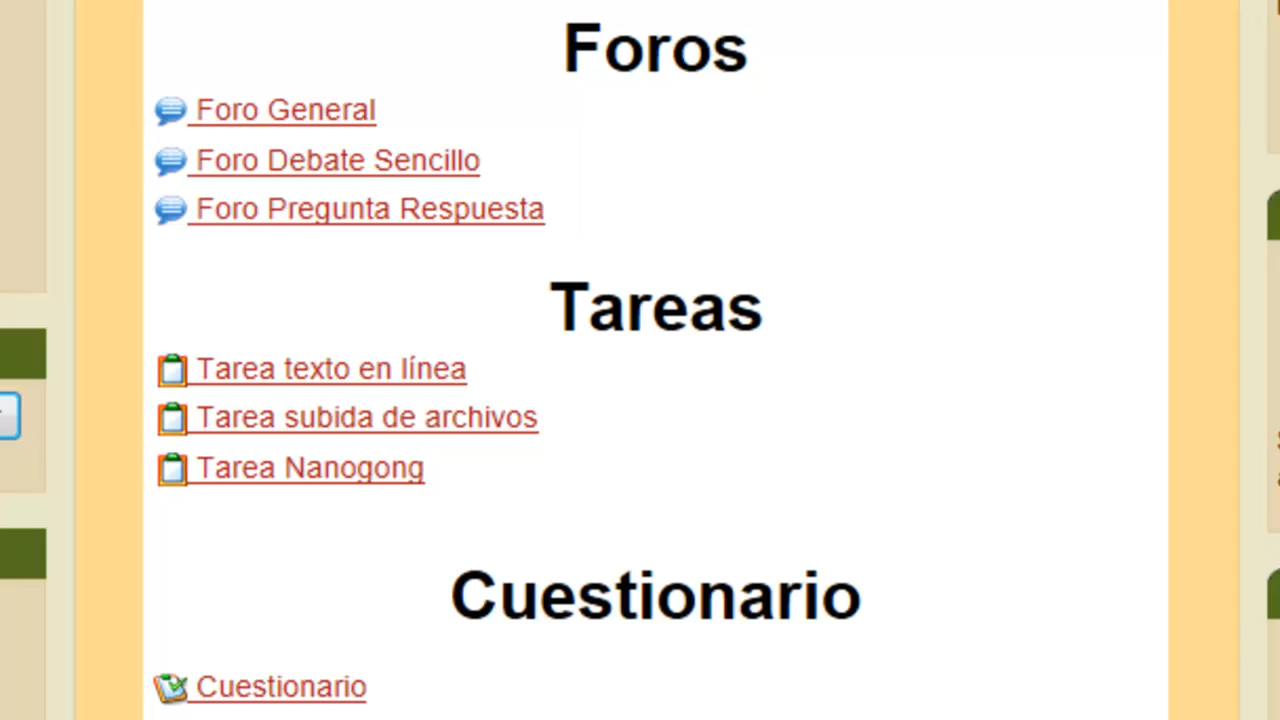 Foros
Foro General
Foro Debate Sencillo
Foro Pregunta Respuesta
Tareas
Tarea texto en línea
Tarea subida de archivos
Tarea Nanogong
Cuestionario
Cuestionario